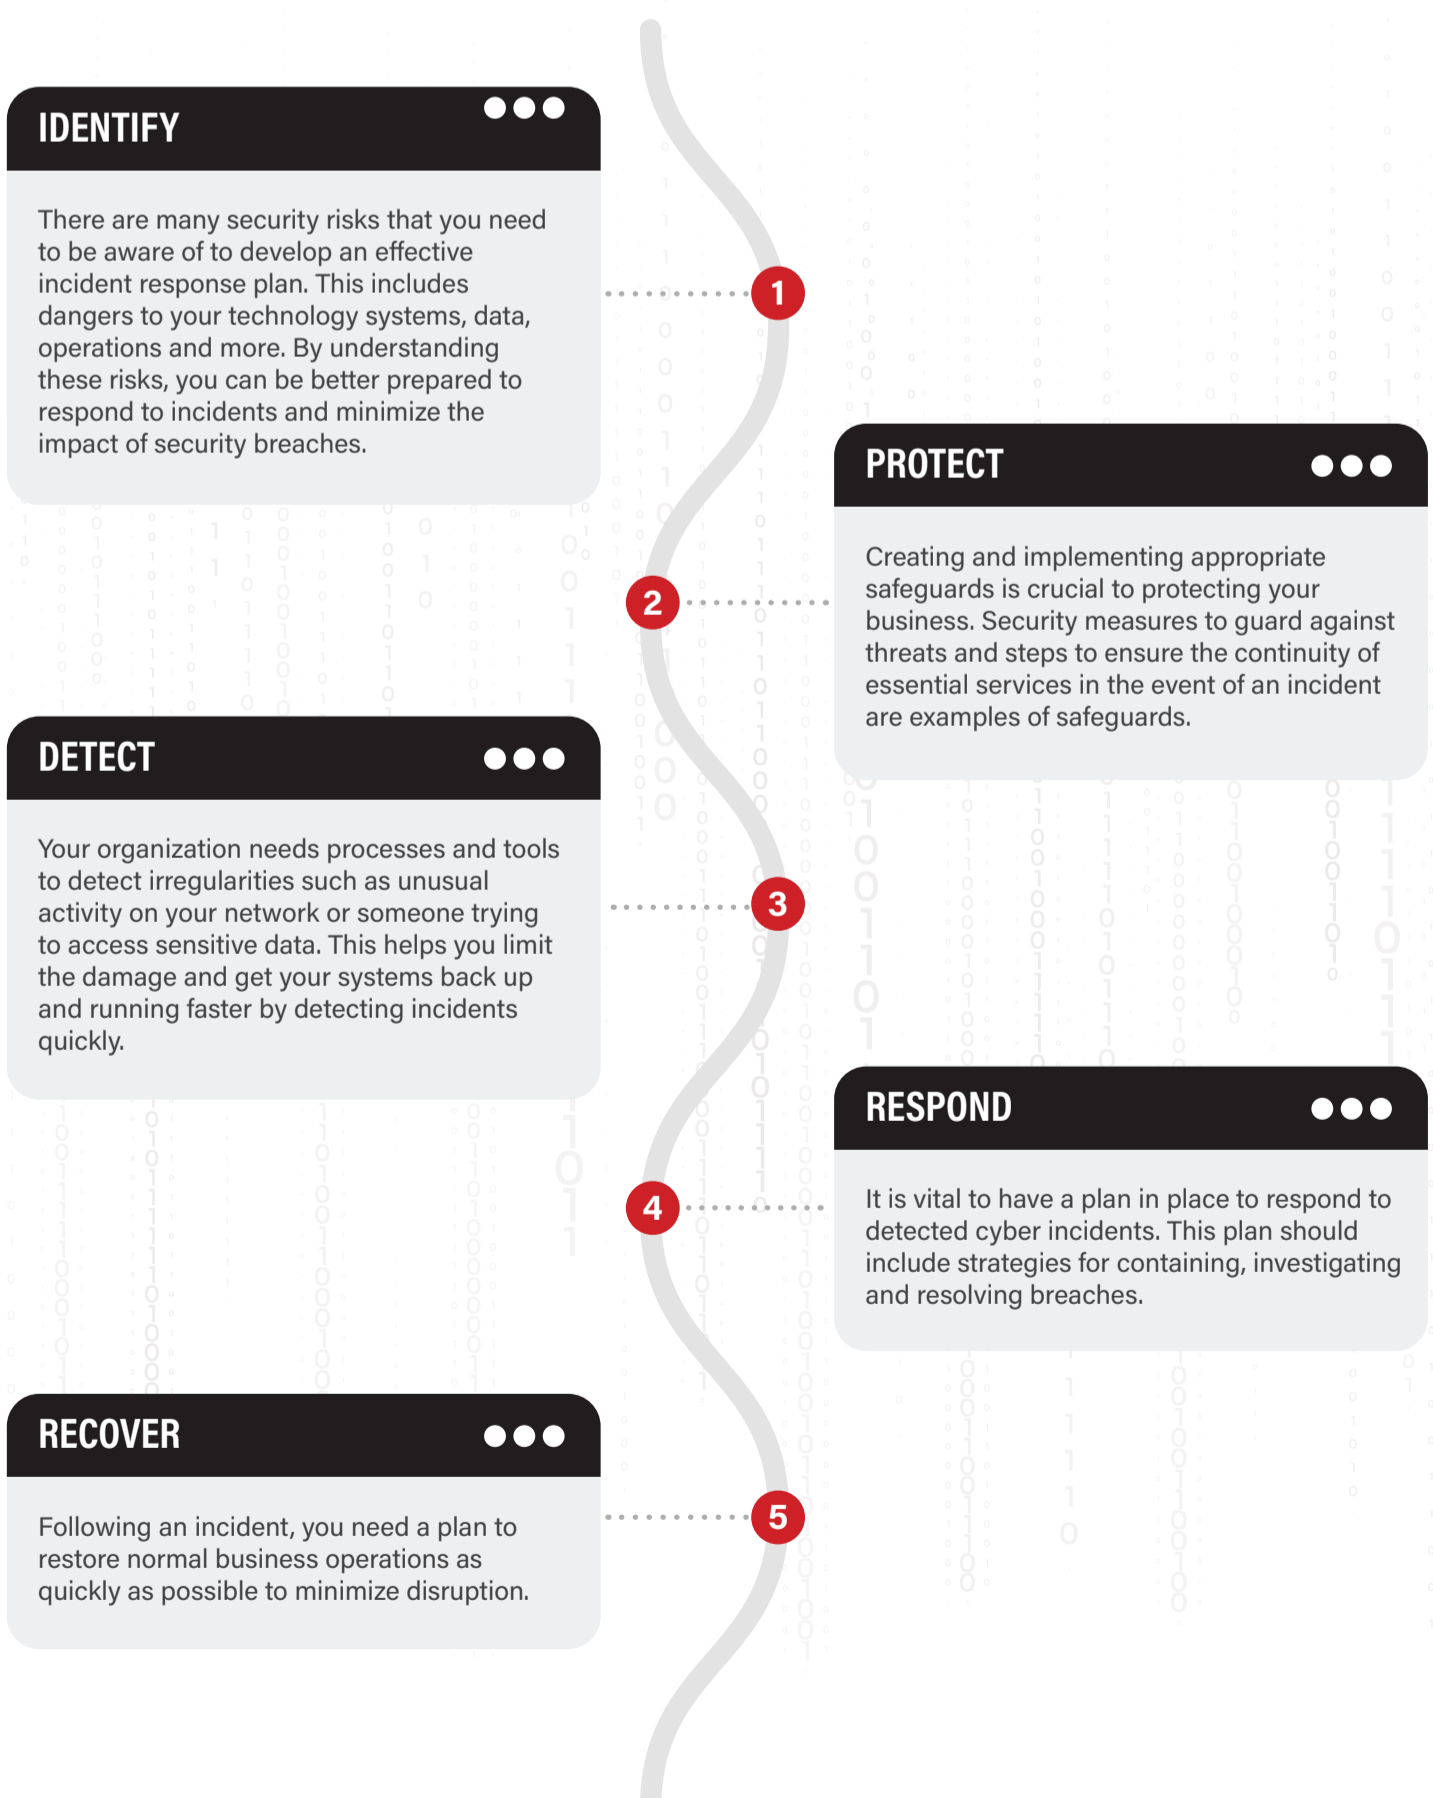 IDENTIFY
There are many security risks that you need
to be aware of to develop an effective
incident response plan. This includes
dangers to your technology systems, data,
operations and more. By understanding
these risks, you can be better prepared to
respond to incidents and minimize the
impact of security breaches.
1
PROTECT
Creating and implementing appropriate
safeguards is crucial to protecting your
business. Security measures to guard against
threats and steps to ensure the continuity of
essential services in the event of an incident
are examples of safeguards.
2
DETECT
Your organization needs processes and tools
to detect irregularities such as unusual
activity on your network or someone trying
to access sensitive data. This helps you limit
the damage and get your systems back up
and running faster by detecting incidents
quickly.
3
RESPOND
It is vital to have a plan in place to respond to
detected cyber incidents. This plan should
include strategies for containing, investigating
and resolving breaches.
4
RECOVER
Following an incident, you need a plan to
restore normal business operations as
quickly as possible to minimize disruption.
5